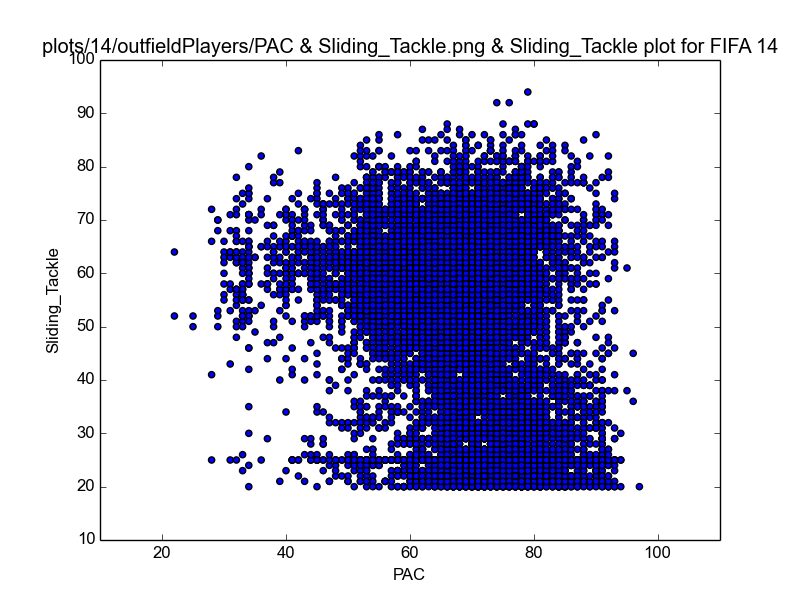 plots/14/outfieldPlayers/PAC & Sliding_Tackle.png & Sliding_Tackle plot for FIFA 14
100
90
80
70
60
50
40
30
20
10
Sliding_Tackle
20 40 60 80 100
PAC